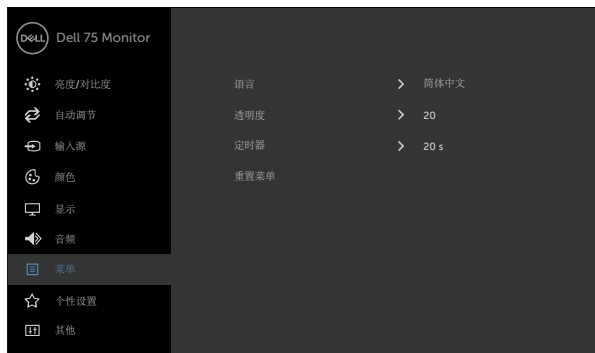 DELL Dell 75 Monitor
亮度/对比度
自动调节
输入源
颜色
显示
音频
菜单
个性设置
其他
语言 简体中文
透明度 20
定时器 20 s
重置菜单